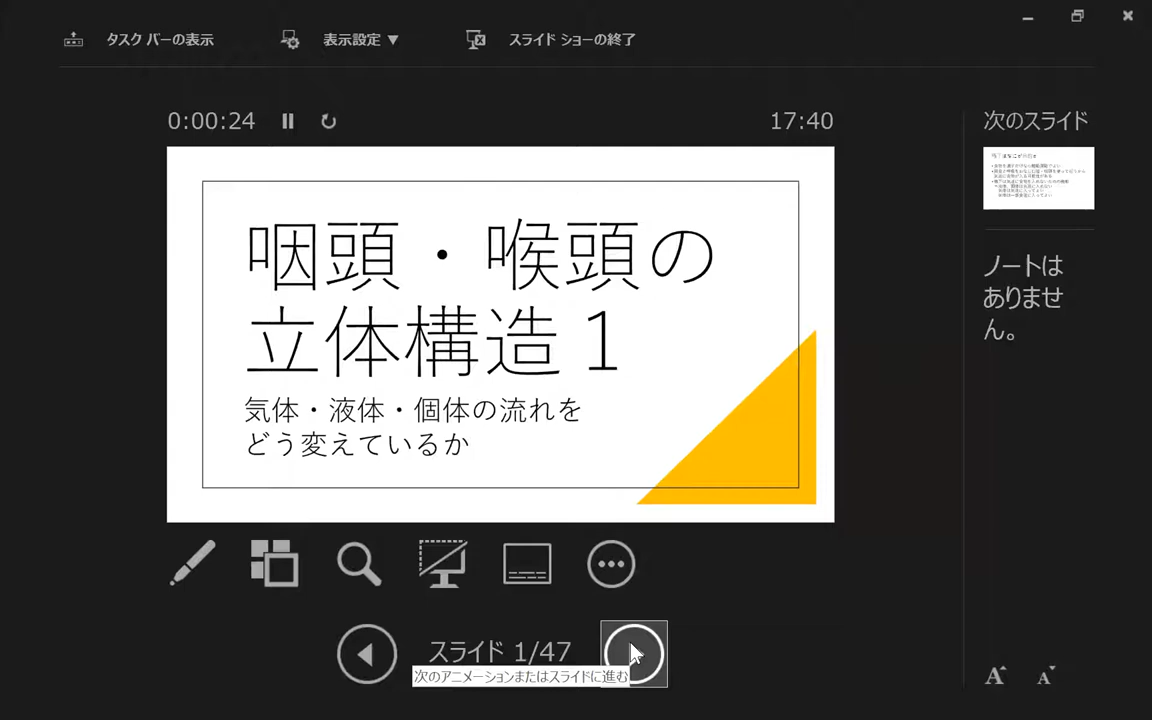 タスク バーの表示
表示設定 ▼
スライド ショーの終了
0:00:24
17:40
次のスライド
咽頭・喉頭の
立体構造１
気体・液体・個体の流れを
どう変えているか
ノートは
ありませ
ん。
スライド 1/47
次のアニメーションまたはスライドに進む
A
A